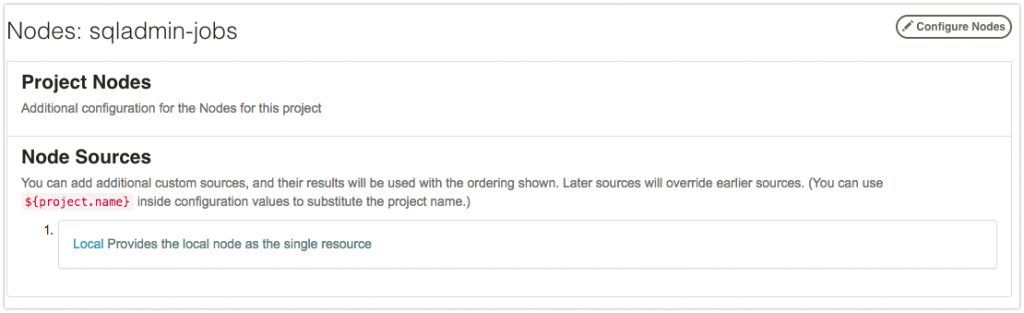 Nodes: sqladmin-jobs
Configure Nodes
Project Nodes
Additional configuration for the Nodes for this project
Node Sources
You can add additional custom sources, and their results will be used with the ordering shown. Later sources will override earlier sources. (You can use
${project.name} inside configuration values to substitute the project name.)
1.
Local Provides the local node as the single resource